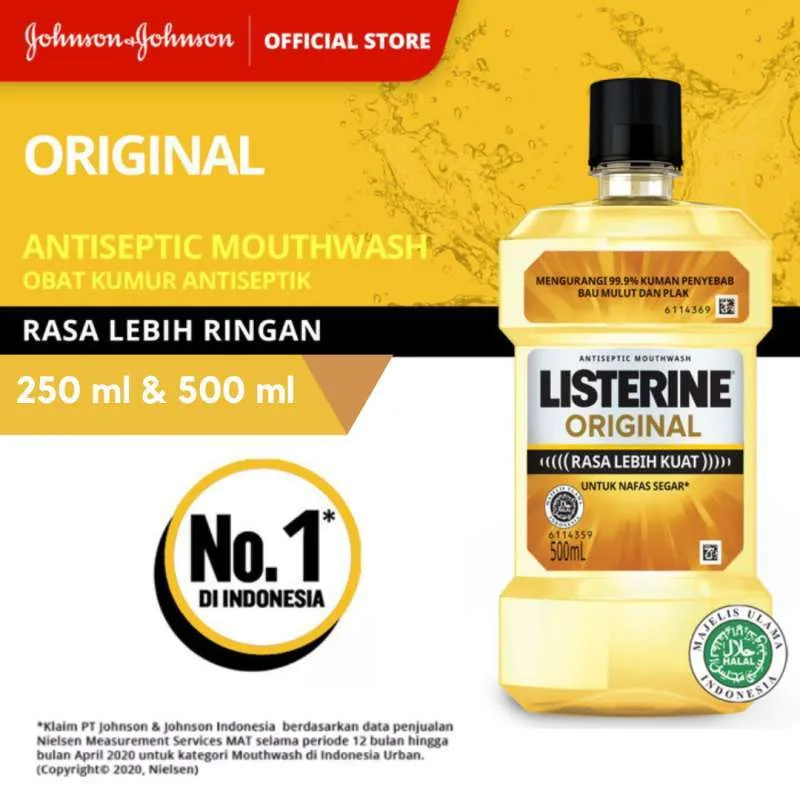 Johnson&Johnson OFFICIAL STORE
ORIGINAL
ANTISEPTIC MOUTHWASH
OBAT KUMUR ANTISEPTIK
RASA LEBIH RINGAN
250 ml & 500 ml
No.1*
DI INDONESIA
*Klaim PT Johnson & Johnson Indonesia berdasarkan data penjualan
Nielsen Measurement Services MAT selama periode 12 bulan hingga
bulan April 2020 untuk kategori Mouthwash di Indonesia Urban.
(Copyright© 2020, Nielsen)
MENGURANGI 99.9% KUMAN PENYEBAB
BAU MULUT DAN PLAK
6114369
ANTISEPTIC MOUTHWASH
LISTERINE®
ORIGINAL
RASA LEBIH KUAT
UNTUK NAFAS SEGAR*
6114359
500mL
MAJELIS ULAMA INDONESIA
حلال
HALAL